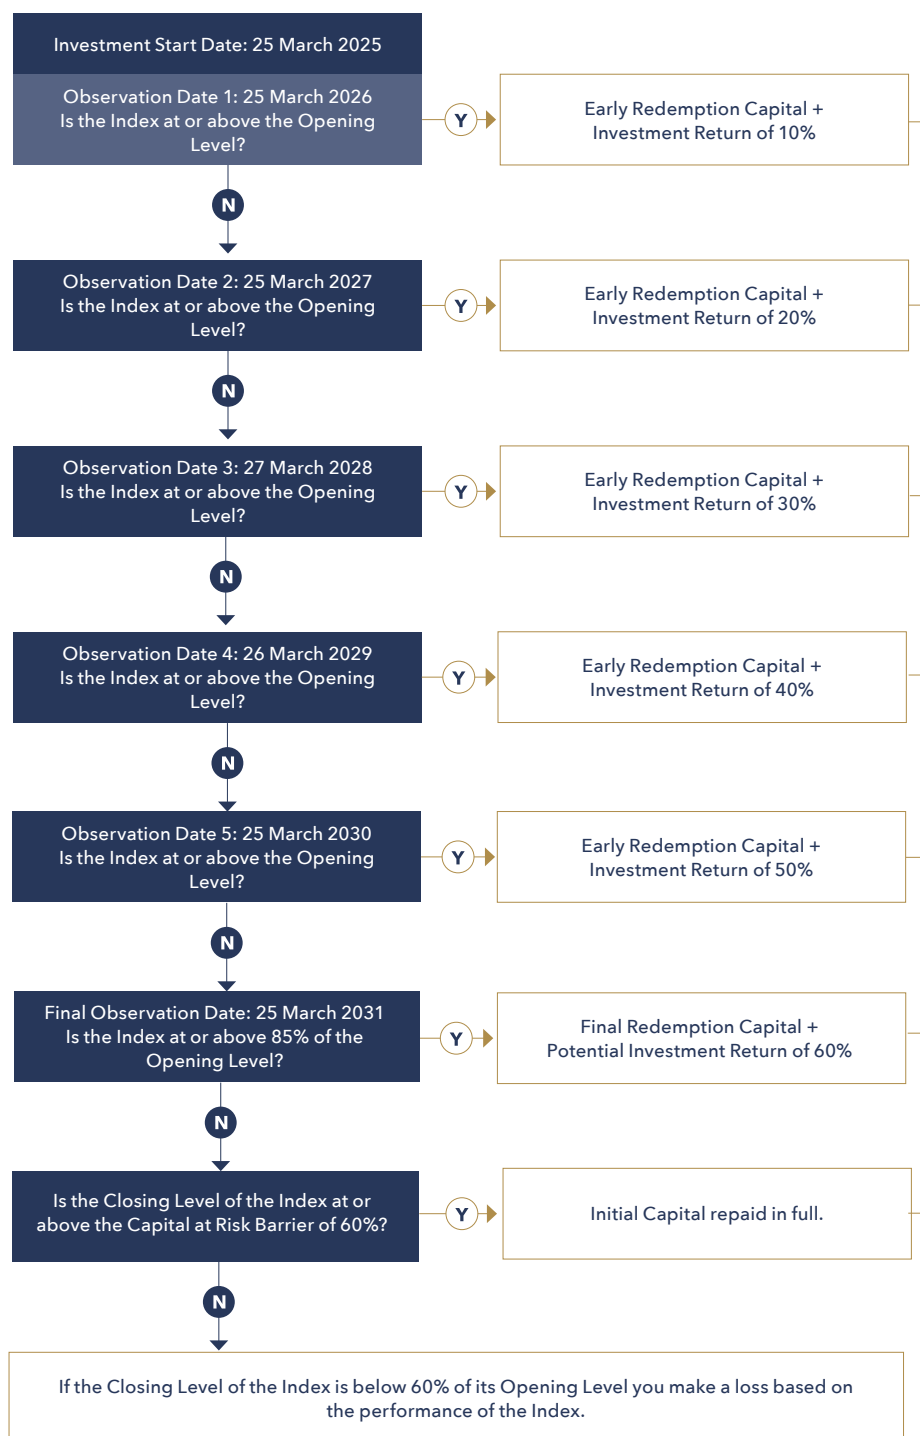 Investment Start Date: 25 March 2025
Observation Date 1: 25 March 2026
Is the Index at or above the Opening
Level?
Y
Early Redemption Capital +
Investment Return of 10%
N
Observation Date 2: 25 March 2027
Is the Index at or above the Opening
Level?
Y
Early Redemption Capital +
Investment Return of 20%
N
Observation Date 3: 27 March 2028
Is the Index at or above the Opening
Level?
Y
Early Redemption Capital +
Investment Return of 30%
N
Observation Date 4: 26 March 2029
Is the Index at or above the Opening
Level?
Y
Early Redemption Capital +
Investment Return of 40%
N
Observation Date 5: 25 March 2030
Is the Index at or above the Opening
Level?
Y
Early Redemption Capital +
Investment Return of 50%
N
Final Observation Date: 25 March 2031
Is the Index at or above 85% of the
Opening Level?
Y
Final Redemption Capital +
Potential Investment Return of 60%
N
Is the Closing Level of the Index at or
above the Capital at Risk Barrier of 60%?
Y
Initial Capital repaid in full.
N
If the Closing Level of the Index is below 60% of its Opening Level you make a loss based on
the performance of the Index.